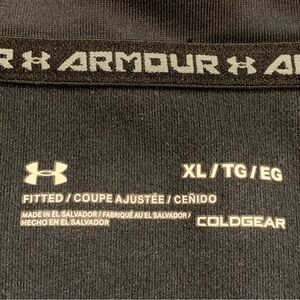 R ARMOUR A
XL / TG / EG
FITTED / COUPE AJUSTÉE / CEÑIDO
MADE IN EL SALVADOR / FABRIQUÉ AU EL SALVADOR /
HECHO EN EL SALVADOR
COLDGEAR